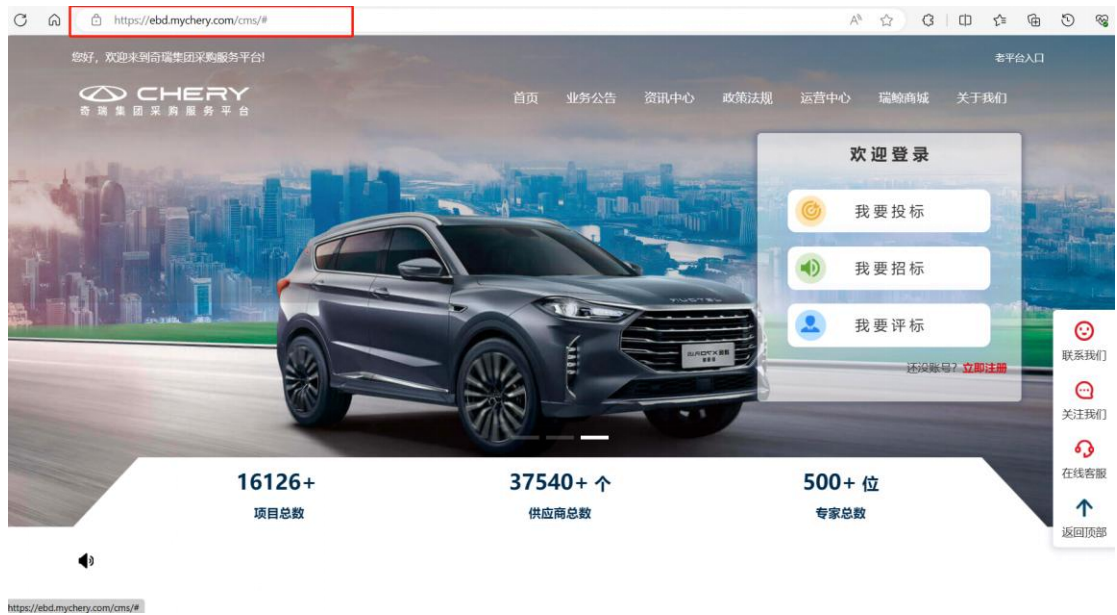 https://ebd.mychery.com/cms/#
您好，欢迎来到奇瑞集团采购服务平台!
老平台入口
CHERY
奇瑞集团采购服务平台
首页 业务公告 资讯中心 政策法规 运营中心 瑞鲸商城 关于我们
欢迎登录
我要投标
我要招标
我要评标
还没账号? 立即注册
联系我们
关注我们
在线客服
返回顶部
16126+
项目总数
37540+ 个
供应商总数
500+ 位
专家总数
https://ebd.mychery.com/cms/#